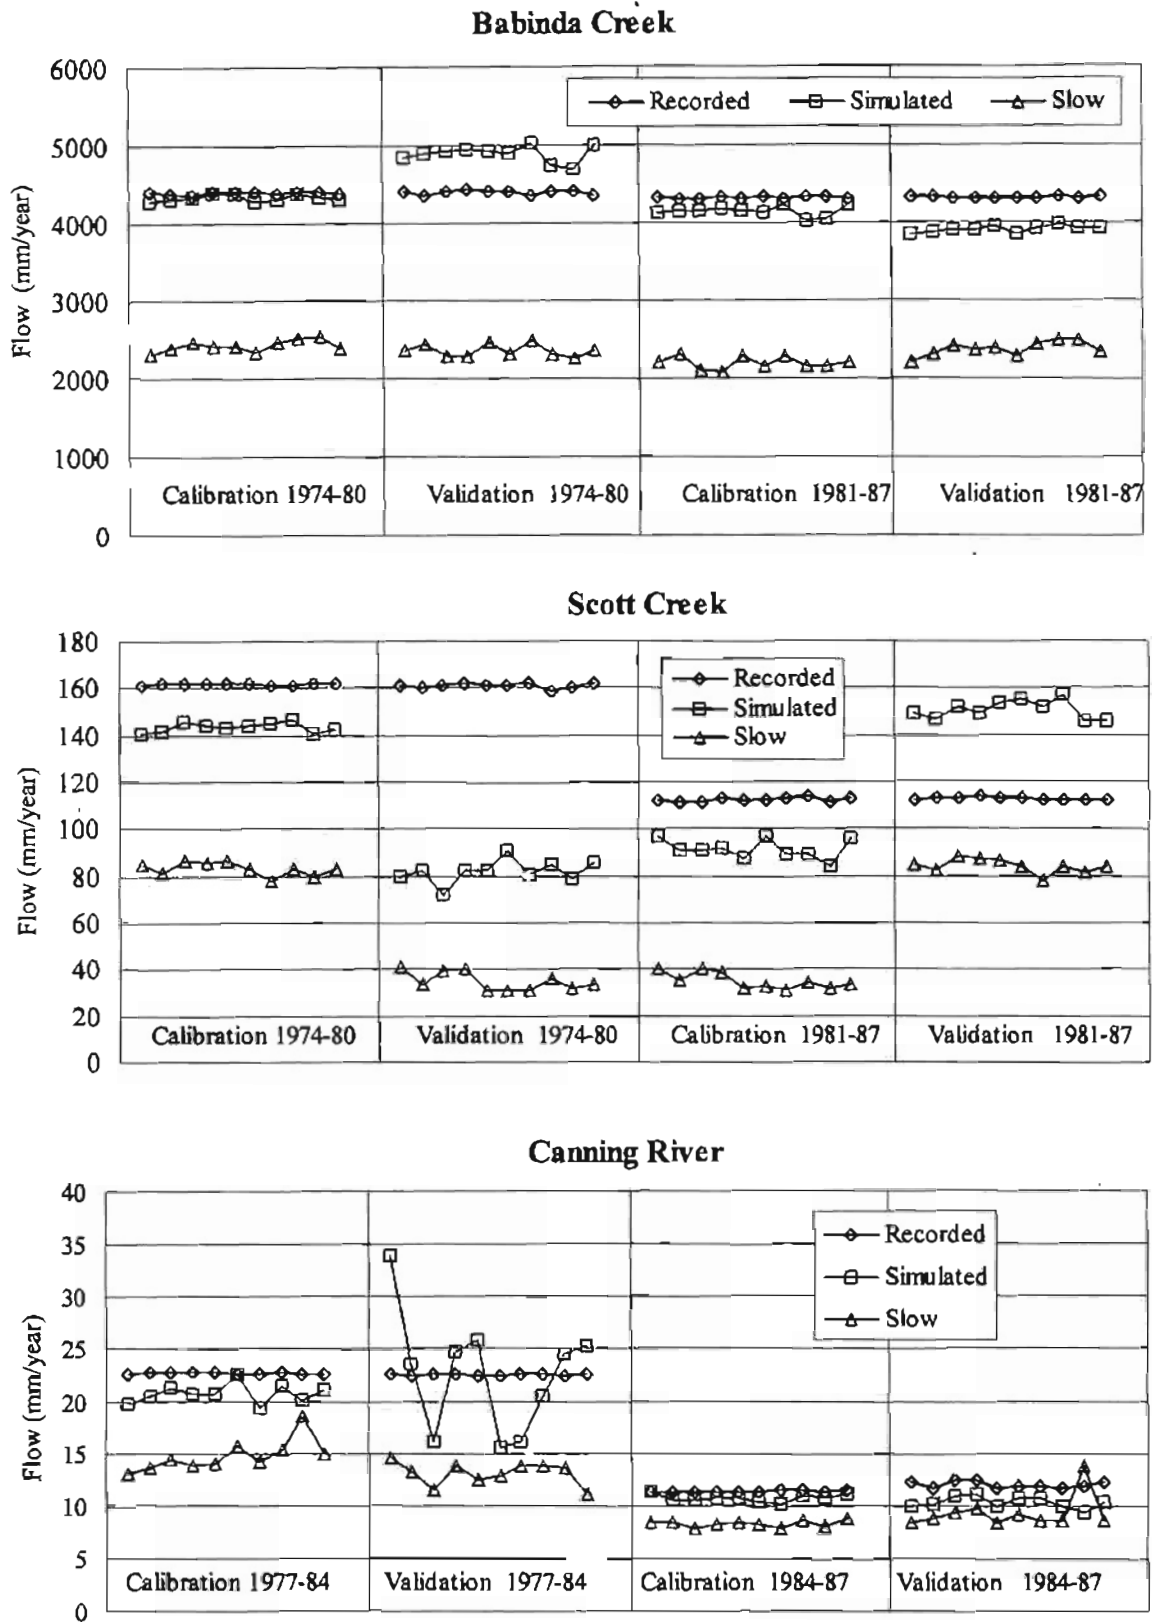 Babinda Creek
6000
5000
4000
3000
2000
1000
0
Flow (mm/year)
Recorded Simulated Slow
Calibration 1974-80 Validation 1974-80 Calibration 1981-87 Validation 1981-87
Scott Creek
180
160
140
120
100
80
60
40
20
0
Flow (mm/year)
Recorded
Simulated
Slow
Calibration 1974-80 Validation 1974-80 Calibration 1981-87 Validation 1981-87
Canning River
40
35
30
25
20
15
10
5
0
Flow (mm/year)
Recorded
Simulated
Slow
Calibration 1977-84 Validation 1977-84 Calibration 1984-87 Validation 1984-87